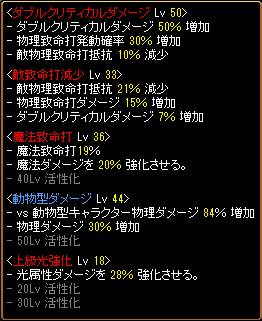 <ダブルクリティカルダメージ Lv 50>
- ダブルクリティカルダメージ 50% 増加
- 物理致命打発動確率 30% 増加
- 敵物理致命打抵抗 10% 減少
<敵致命打減少 Lv 33>
- 敵物理致命打抵抗 21% 減少
- 物理致命打ダメージ 15% 増加
- ダブルクリティカルダメージ 7% 増加
<魔法致命打 Lv 36>
- 魔法致命打19%
- 魔法ダメージを 20% 強化させる。
- 40Lv 活性化
<動物型ダメージ Lv 44>
- vs 動物型キャラクター物理ダメージ 84% 増加
- 物理ダメージ 30% 増加
- 50Lv 活性化
<上級光強化 Lv 18>
- 光属性ダメージを 28% 強化させる。
- 20Lv 活性化
- 30Lv 活性化